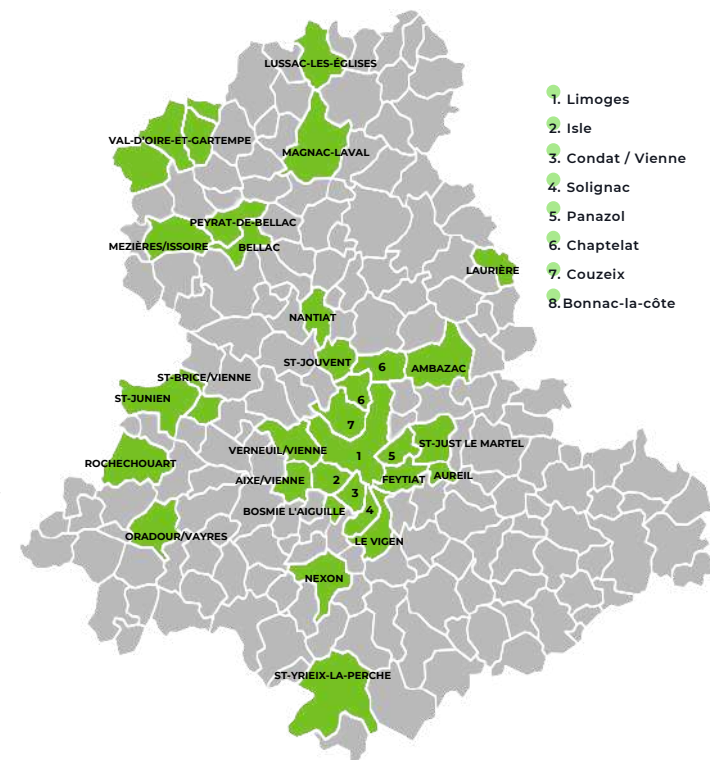 LUSSAC-LES-ÉGLISES
VAL-D'OIRE-ET-GARTEMPE
MAGNAC-LAVAL
PEYRAT-DE-BELLAC
MEZIÈRES/ISSOIRE
BELLAC
LAURIÈRE
NANTIAT
ST-JOUVENT
6
AMBAZAC
ST-BRICE/VIENNE
ST-JUNIEN
6
7
ST-JUST LE MARTEL
VERNEUIL/VIENNE
1
5
ROCHECHOUART
AIXE/VIENNE
2
FEYTIAT
AUREIL
3
BOSMIE L'AIGUILLE
4
ORADOUR/VAYRES
LE VIGEN
NEXON
ST-YRIEIX-LA-PERCHE
1. Limoges
2. Isle
3. Condat / Vienne
4. Solignac
5. Panazol
6. Chaptelat
7. Couzeix
8. Bonnac-la-côte